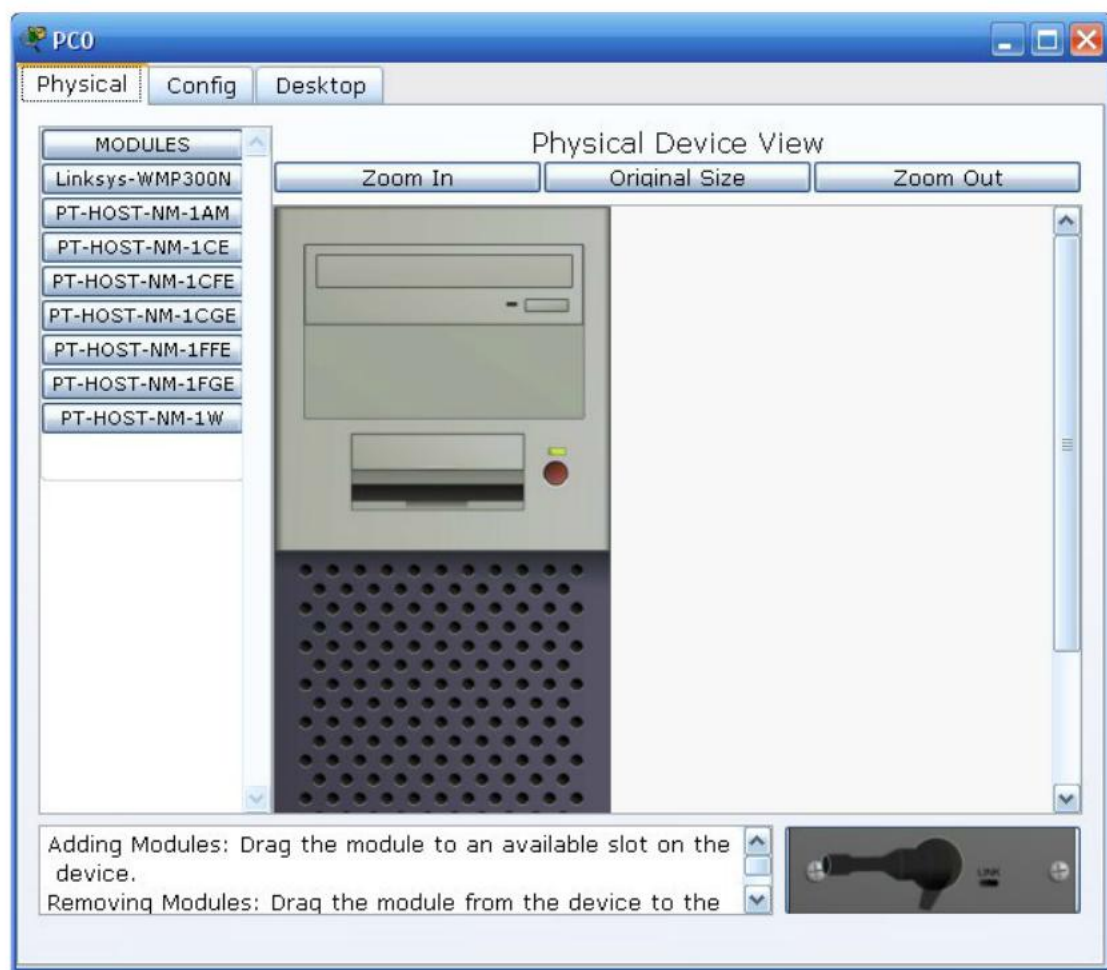 PC0
Physical Config Desktop
MODULES
Linksys-WMP300N
PT-HOST-NM-1AM
PT-HOST-NM-1CE
PT-HOST-NM-1CFE
PT-HOST-NM-1CGE
PT-HOST-NM-1FFE
PT-HOST-NM-1FGE
PT-HOST-NM-1W
Physical Device View
Zoom In Original Size Zoom Out
Adding Modules: Drag the module to an available slot on the
device.
Removing Modules: Drag the module from the device to the
LINK